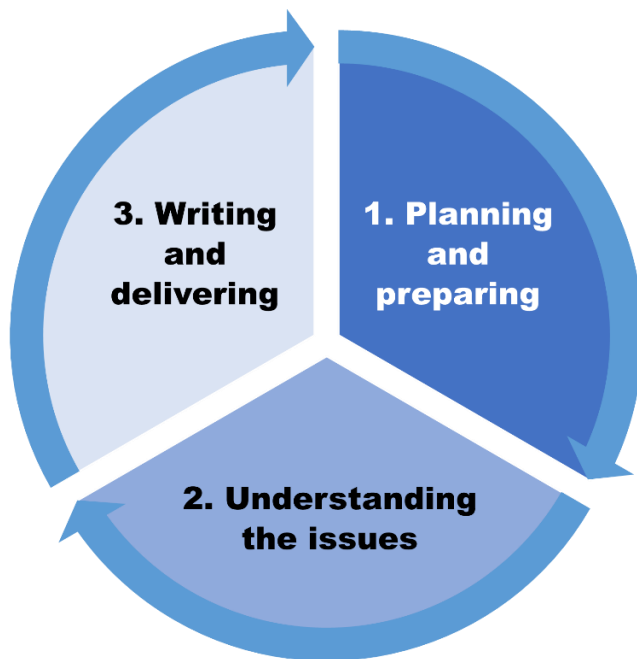 1. Planning
and
preparing
2. Understanding
the issues
3. Writing
and
delivering